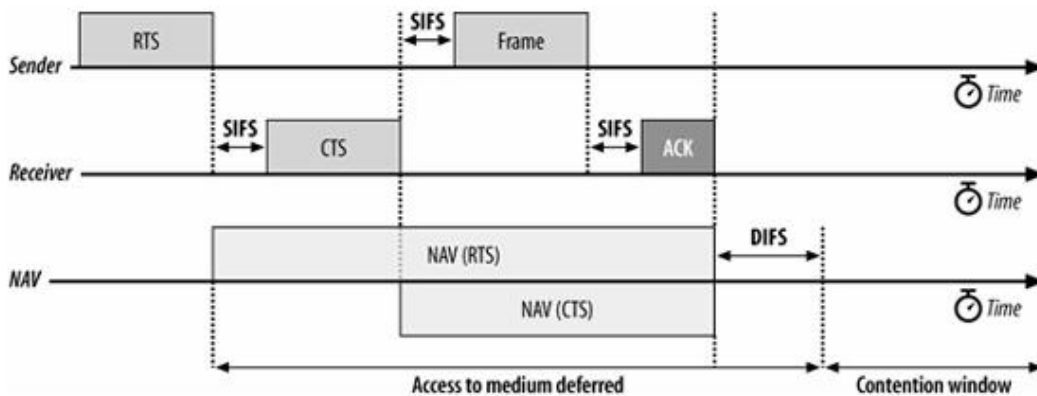 SIFS
RTS
Frame
Sender
Time
SIFS
SIFS
CTS
ACK
Receiver
Time
DIFS
NAV (RTS)
NAV
NAV (CTS)
Time
Access to medium deferred
Contention window